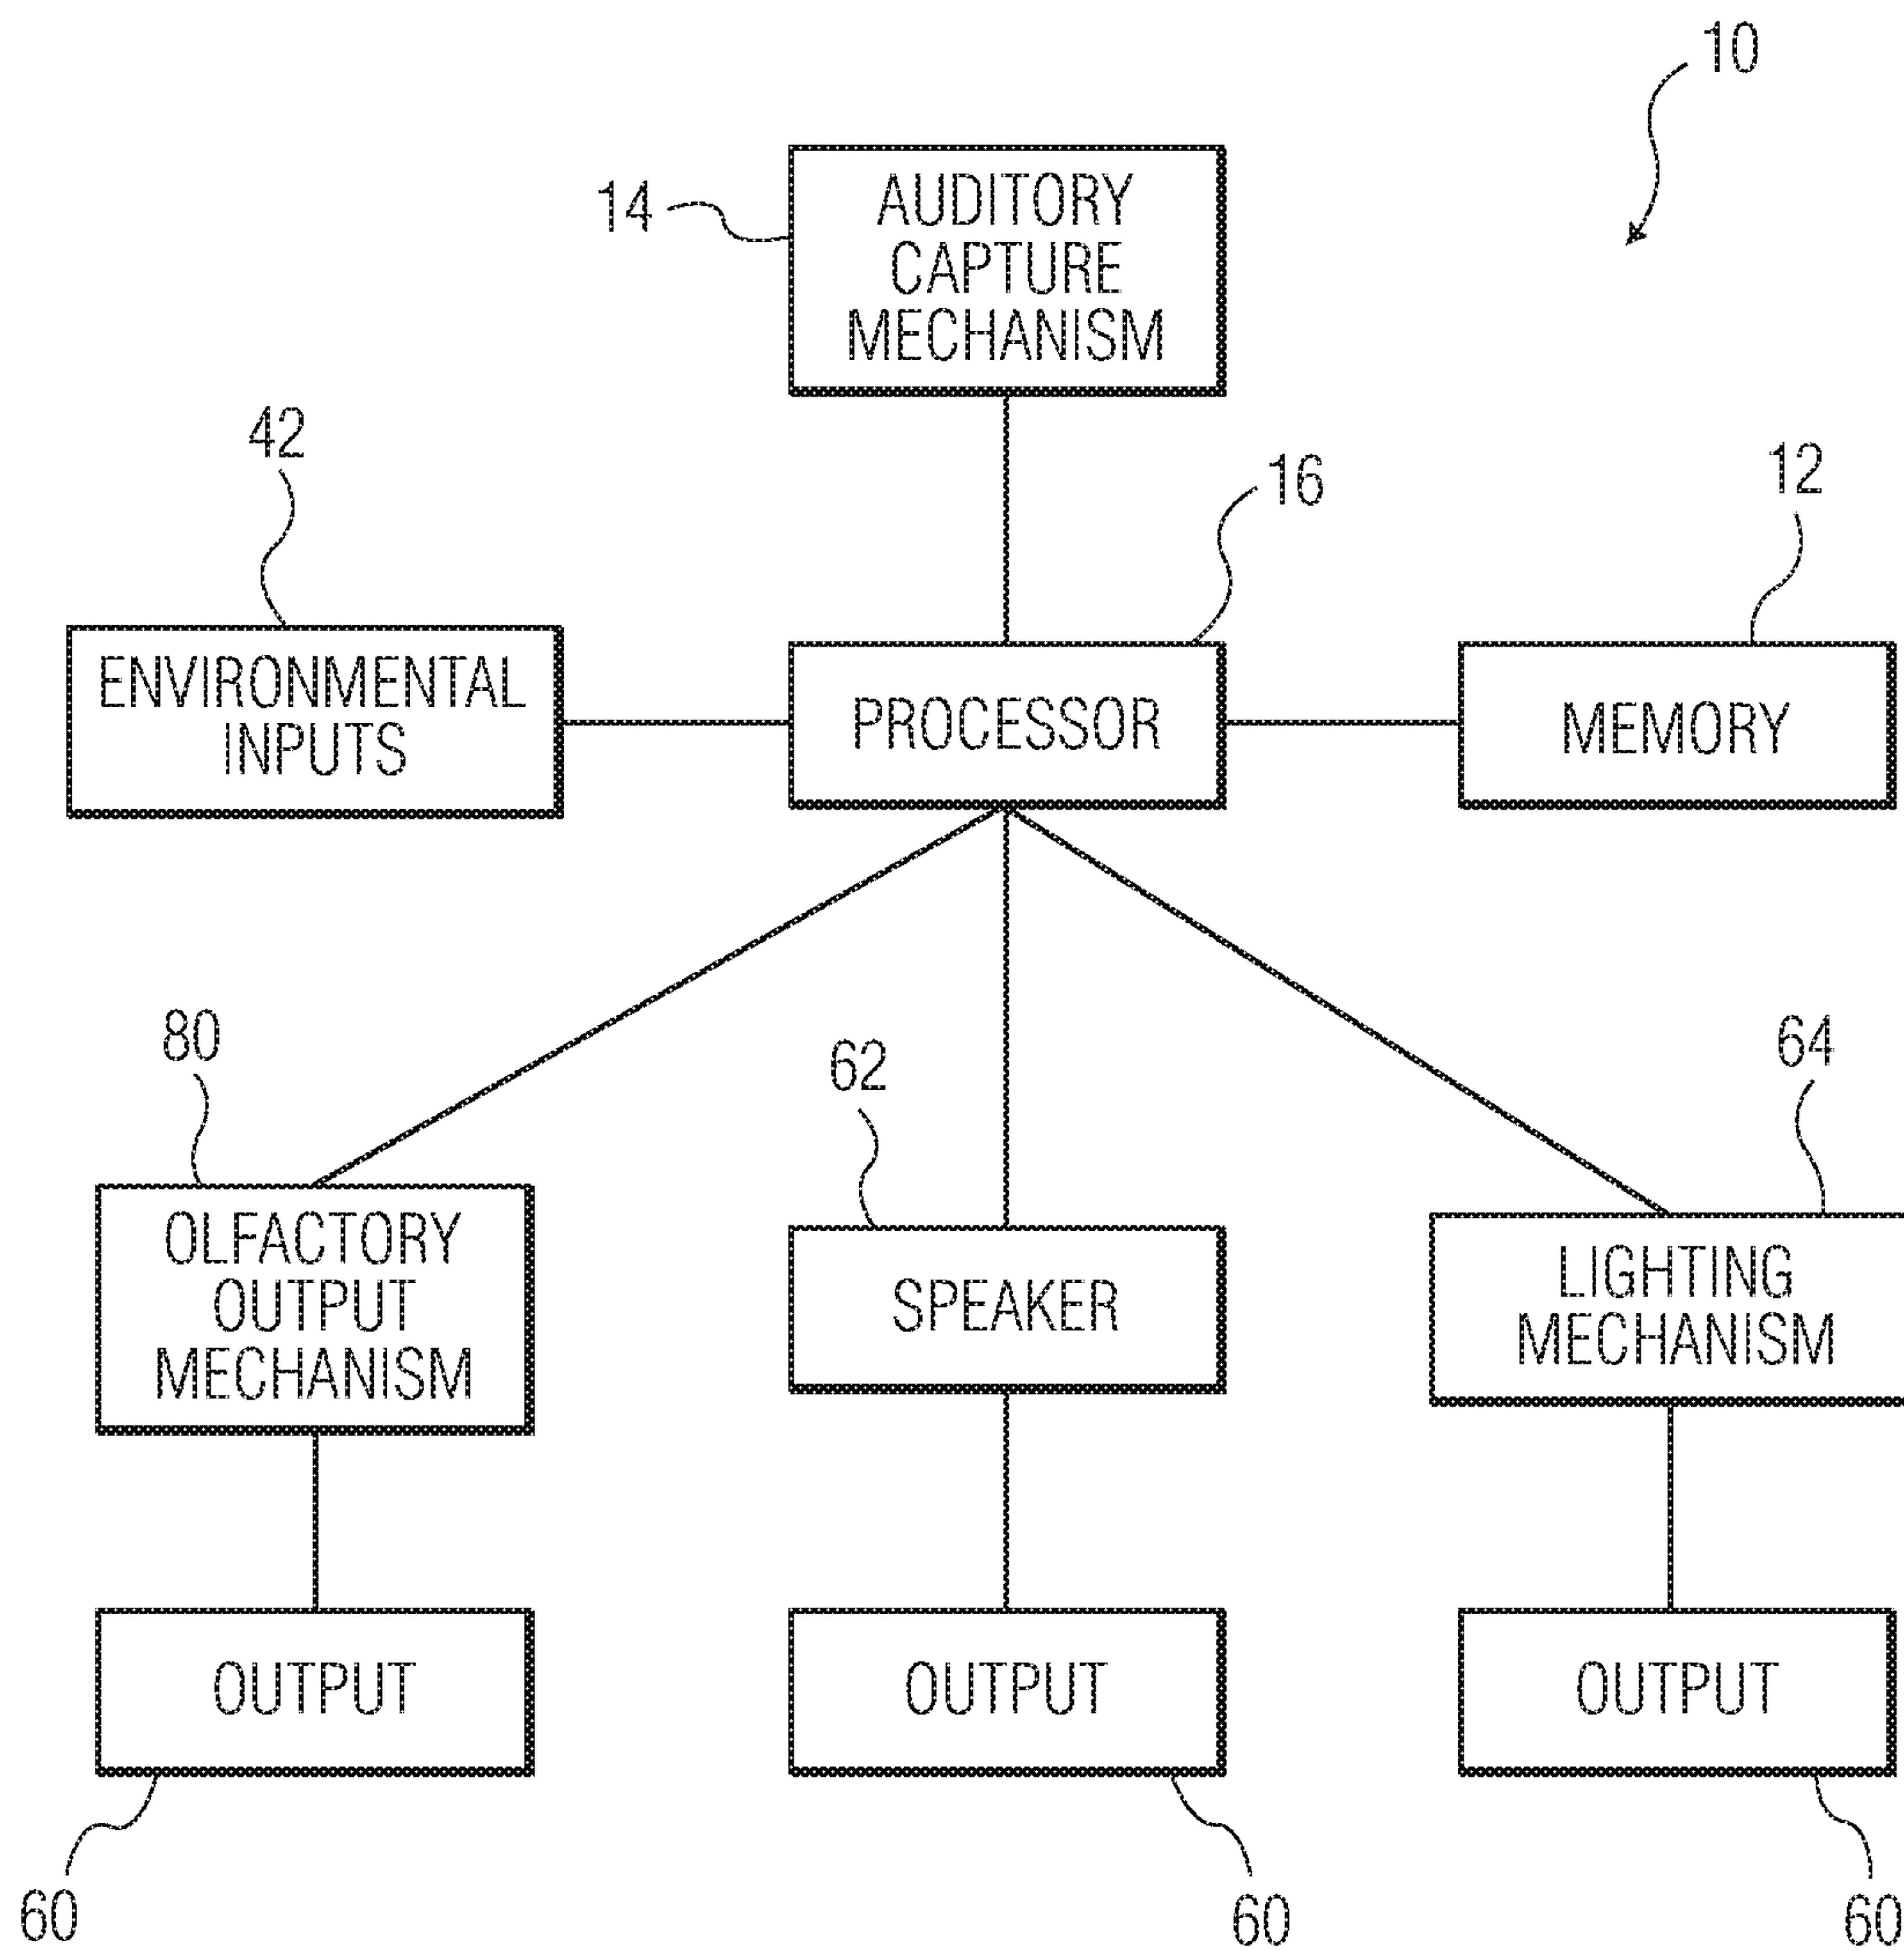 10
14
AUDITORY
CAPTURE
MECHANISM
42
16
12
ENVIRONMENTAL
INPUTS
PROCESSOR
MEMORY
80
62
64
OLFACTORY
OUTPUT
MECHANISM
SPEAKER
LIGHTING
MECHANISM
OUTPUT
OUTPUT
OUTPUT
60
60
60